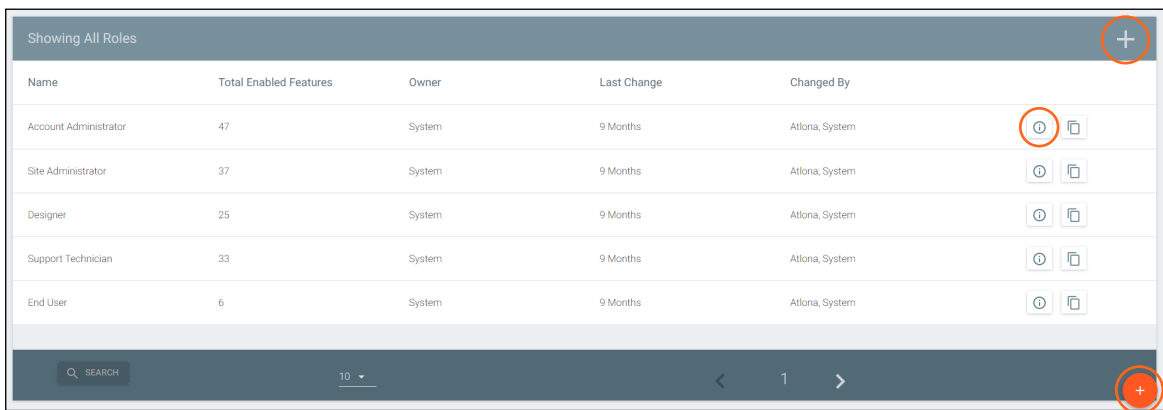 Showing All Roles
Name Total Enabled Features Owner Last Change Changed By
Account Administrator 47 System 9 Months Atlona, System
Site Administrator 37 System 9 Months Atlona, System
Designer 25 System 9 Months Atlona, System
Support Technician 33 System 9 Months Atlona, System
End User 6 System 9 Months Atlona, System
SEARCH 10 1